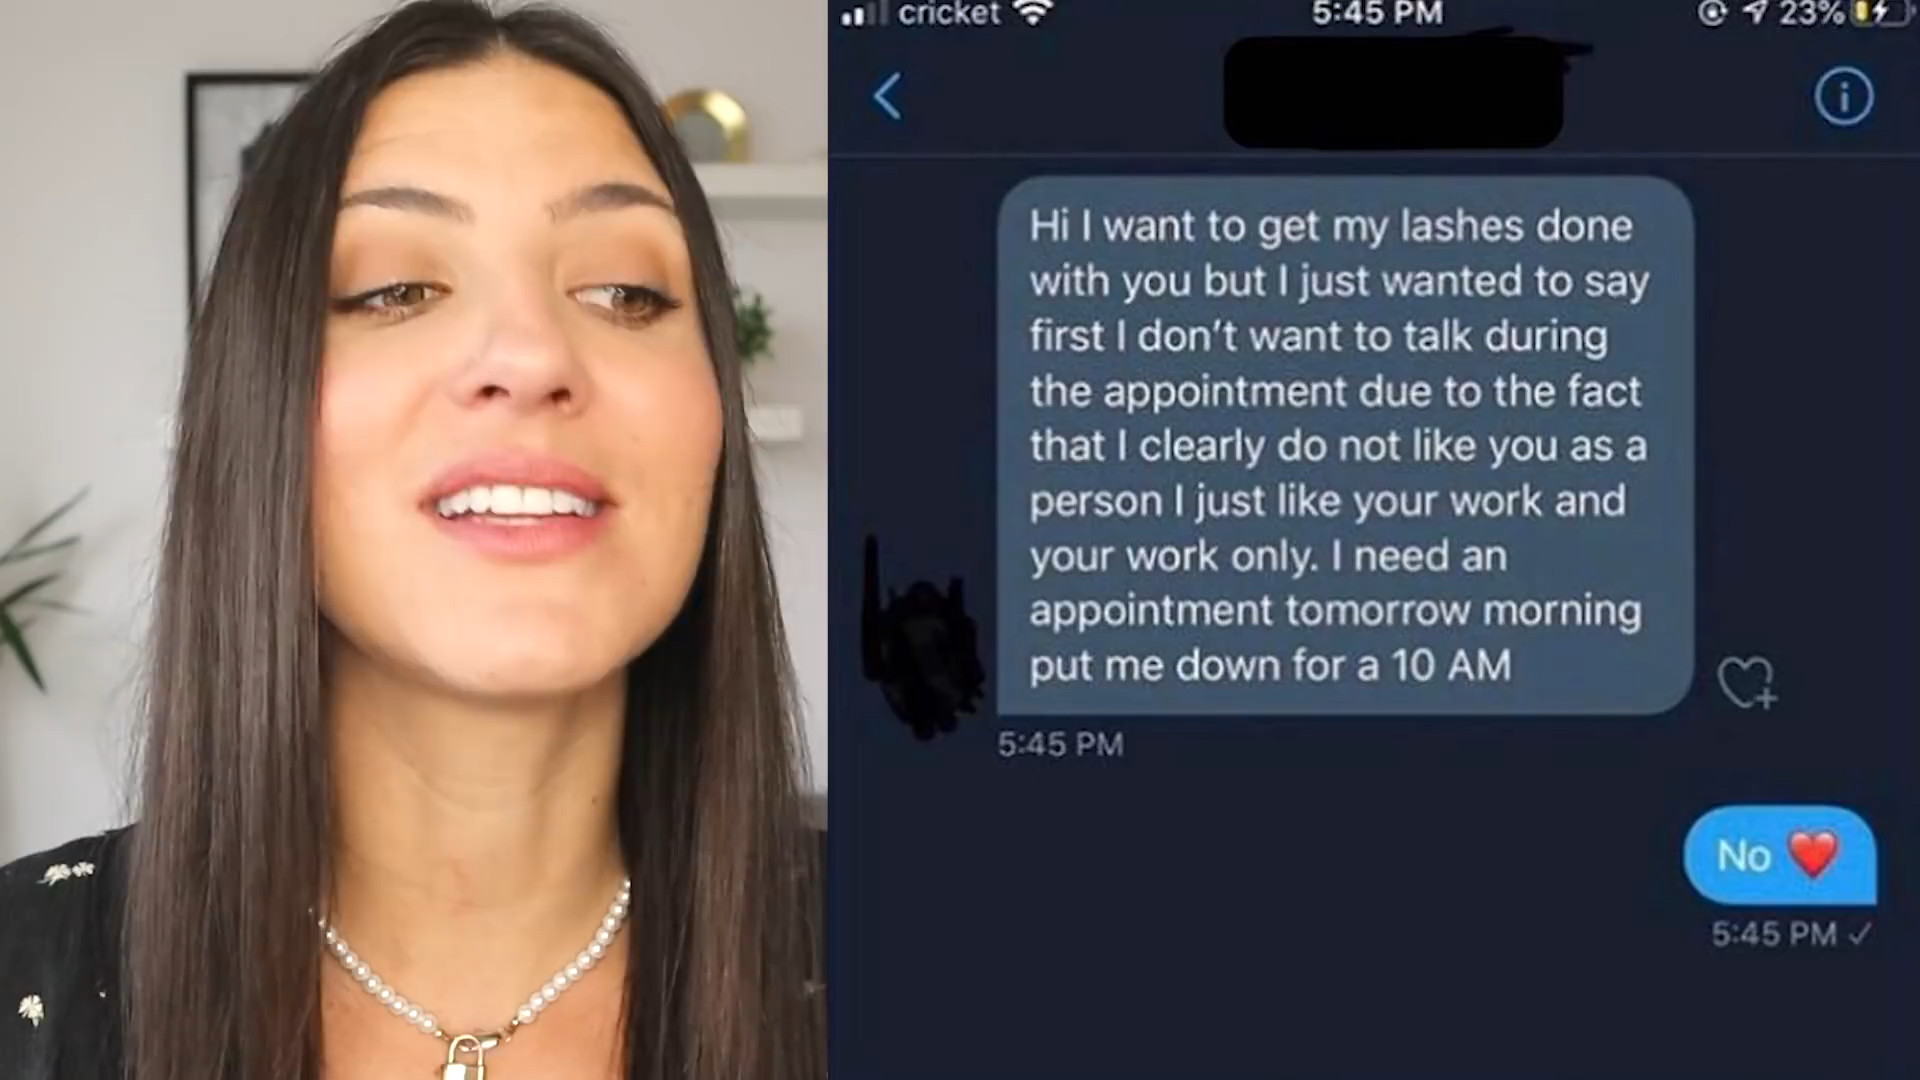 cricket 5:45 PM 23%
Hi I want to get my lashes done
with you but I just wanted to say
first I don’t want to talk during
the appointment due to the fact
that I clearly do not like you as a
person I just like your work and
your work only. I need an
appointment tomorrow morning
put me down for a 10 AM
5:45 PM
No ❤️
5:45 PM ✓